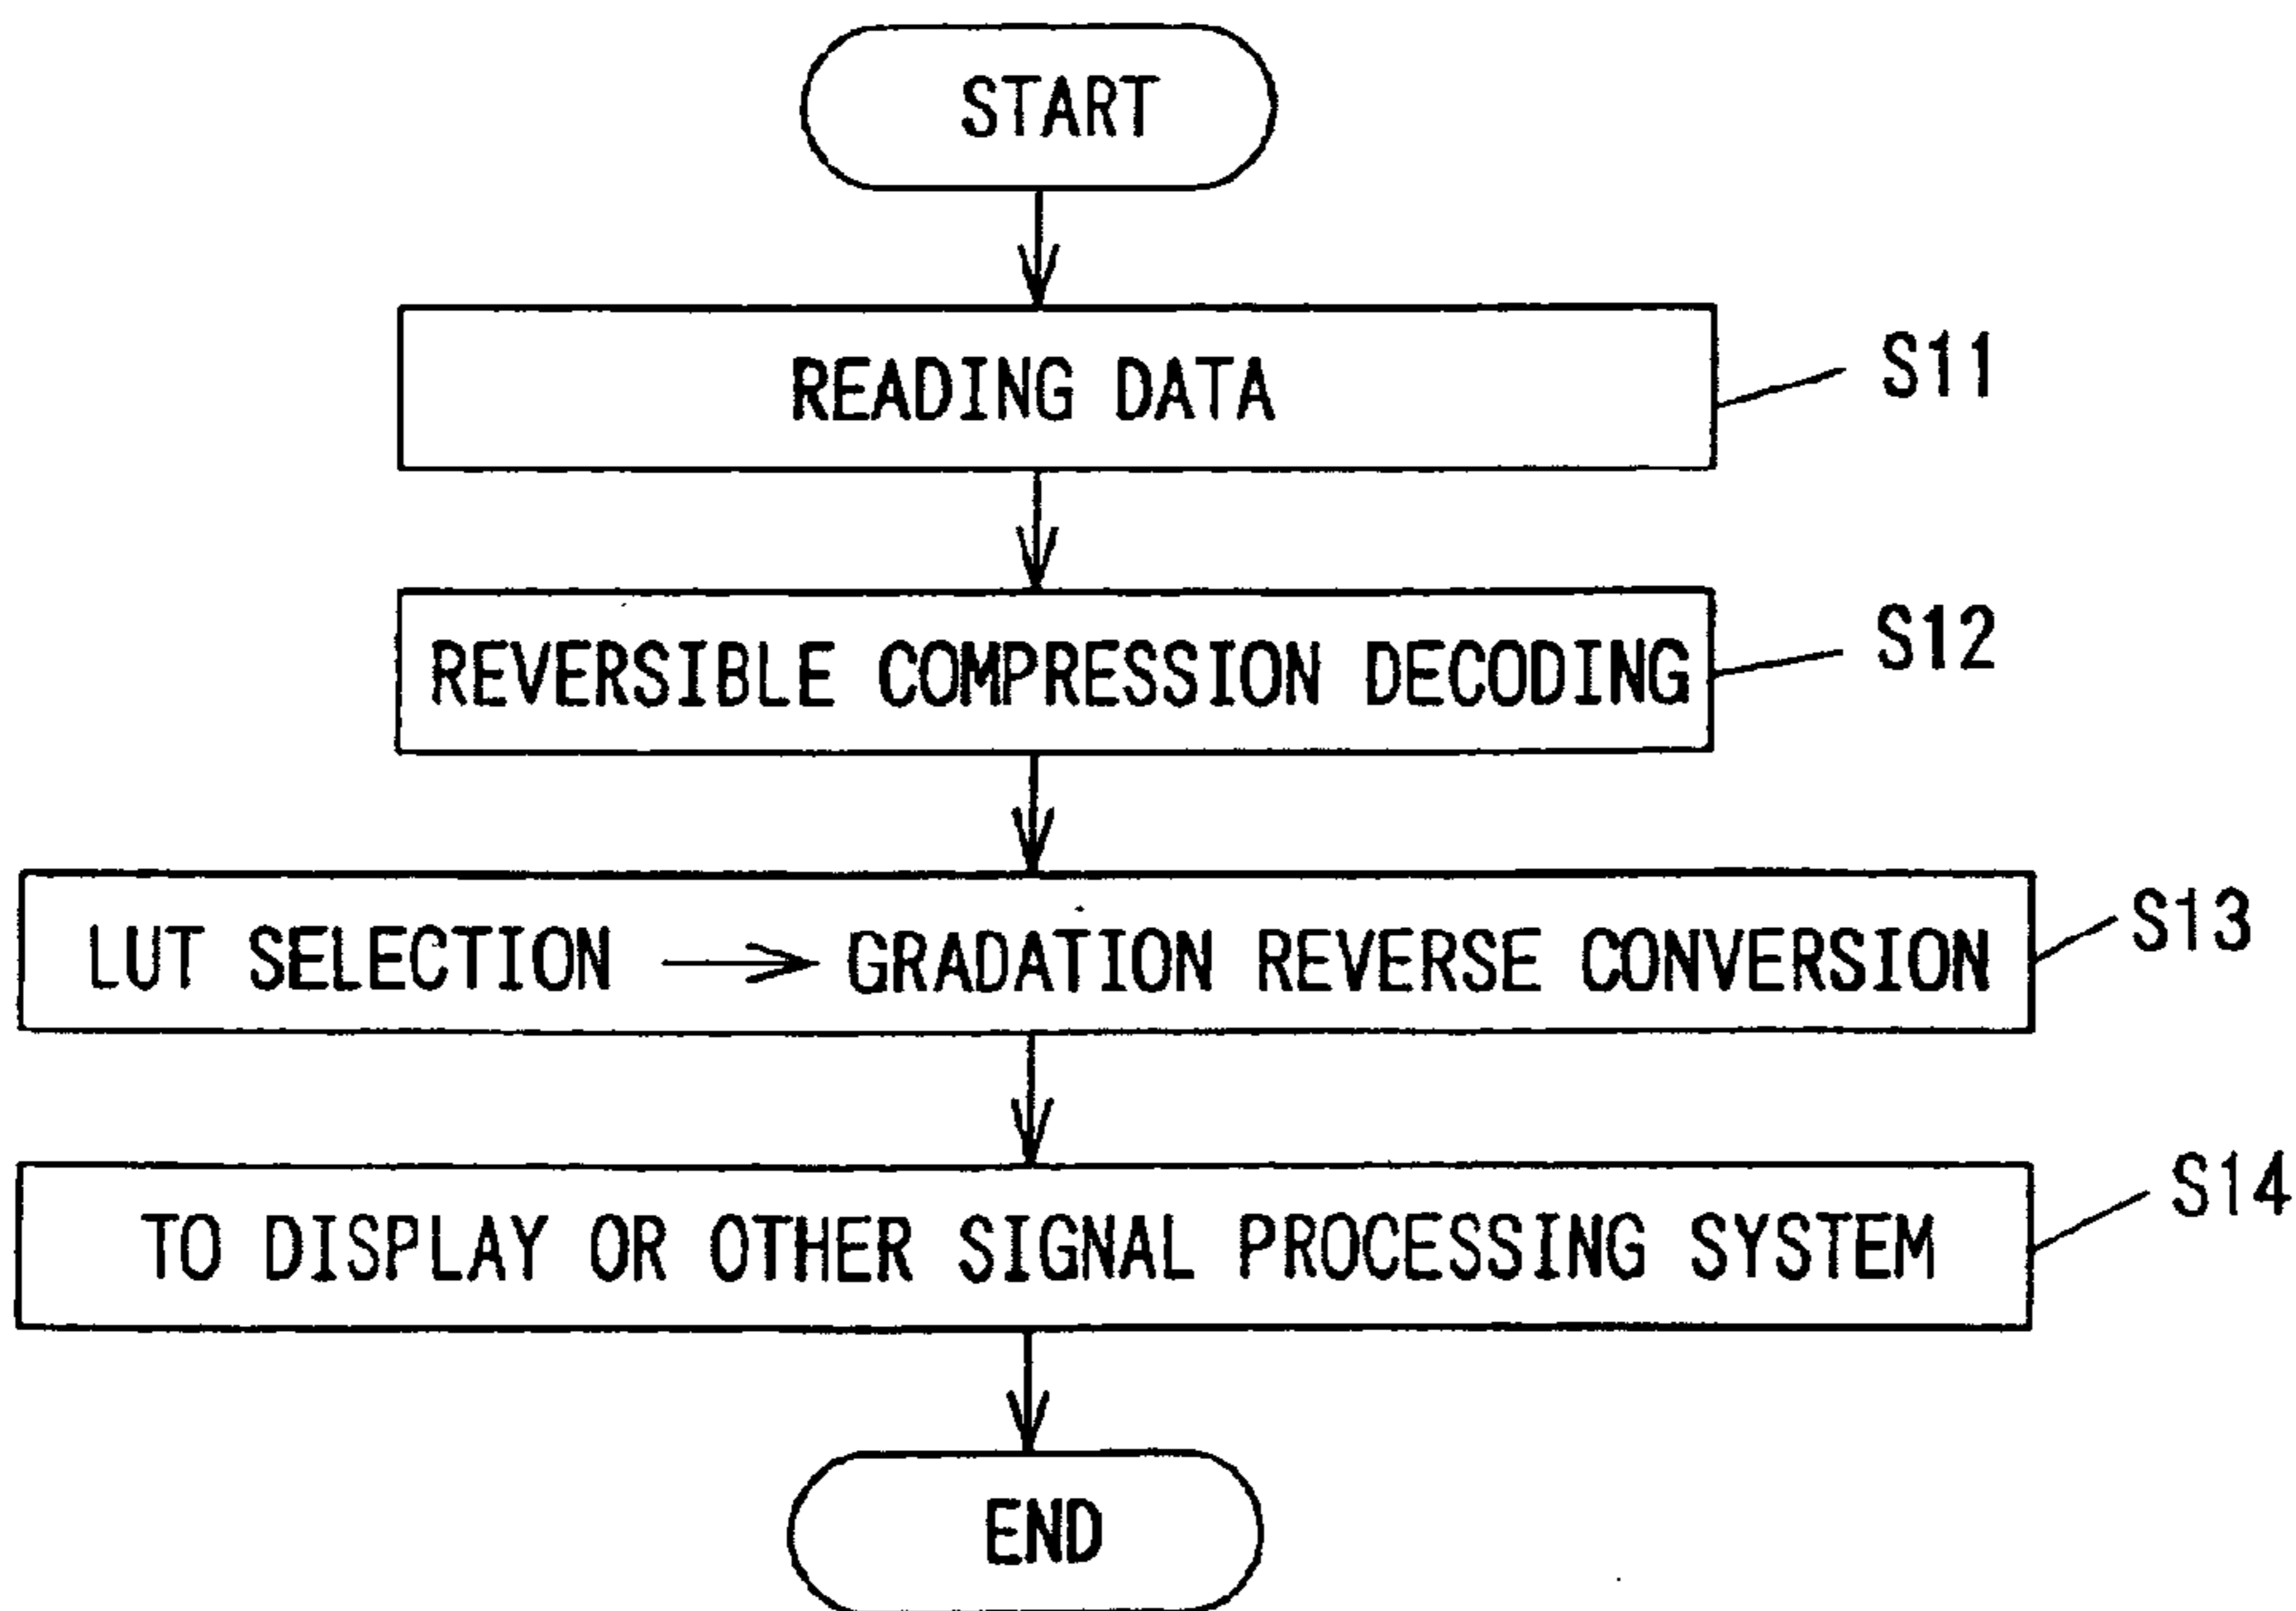 START
READING DATA
S11
REVERSIBLE COMPRESSION DECODING
S12
LUT SELECTION → GRADATION REVERSE CONVERSION
S13
TO DISPLAY OR OTHER SIGNAL PROCESSING SYSTEM
S14
END